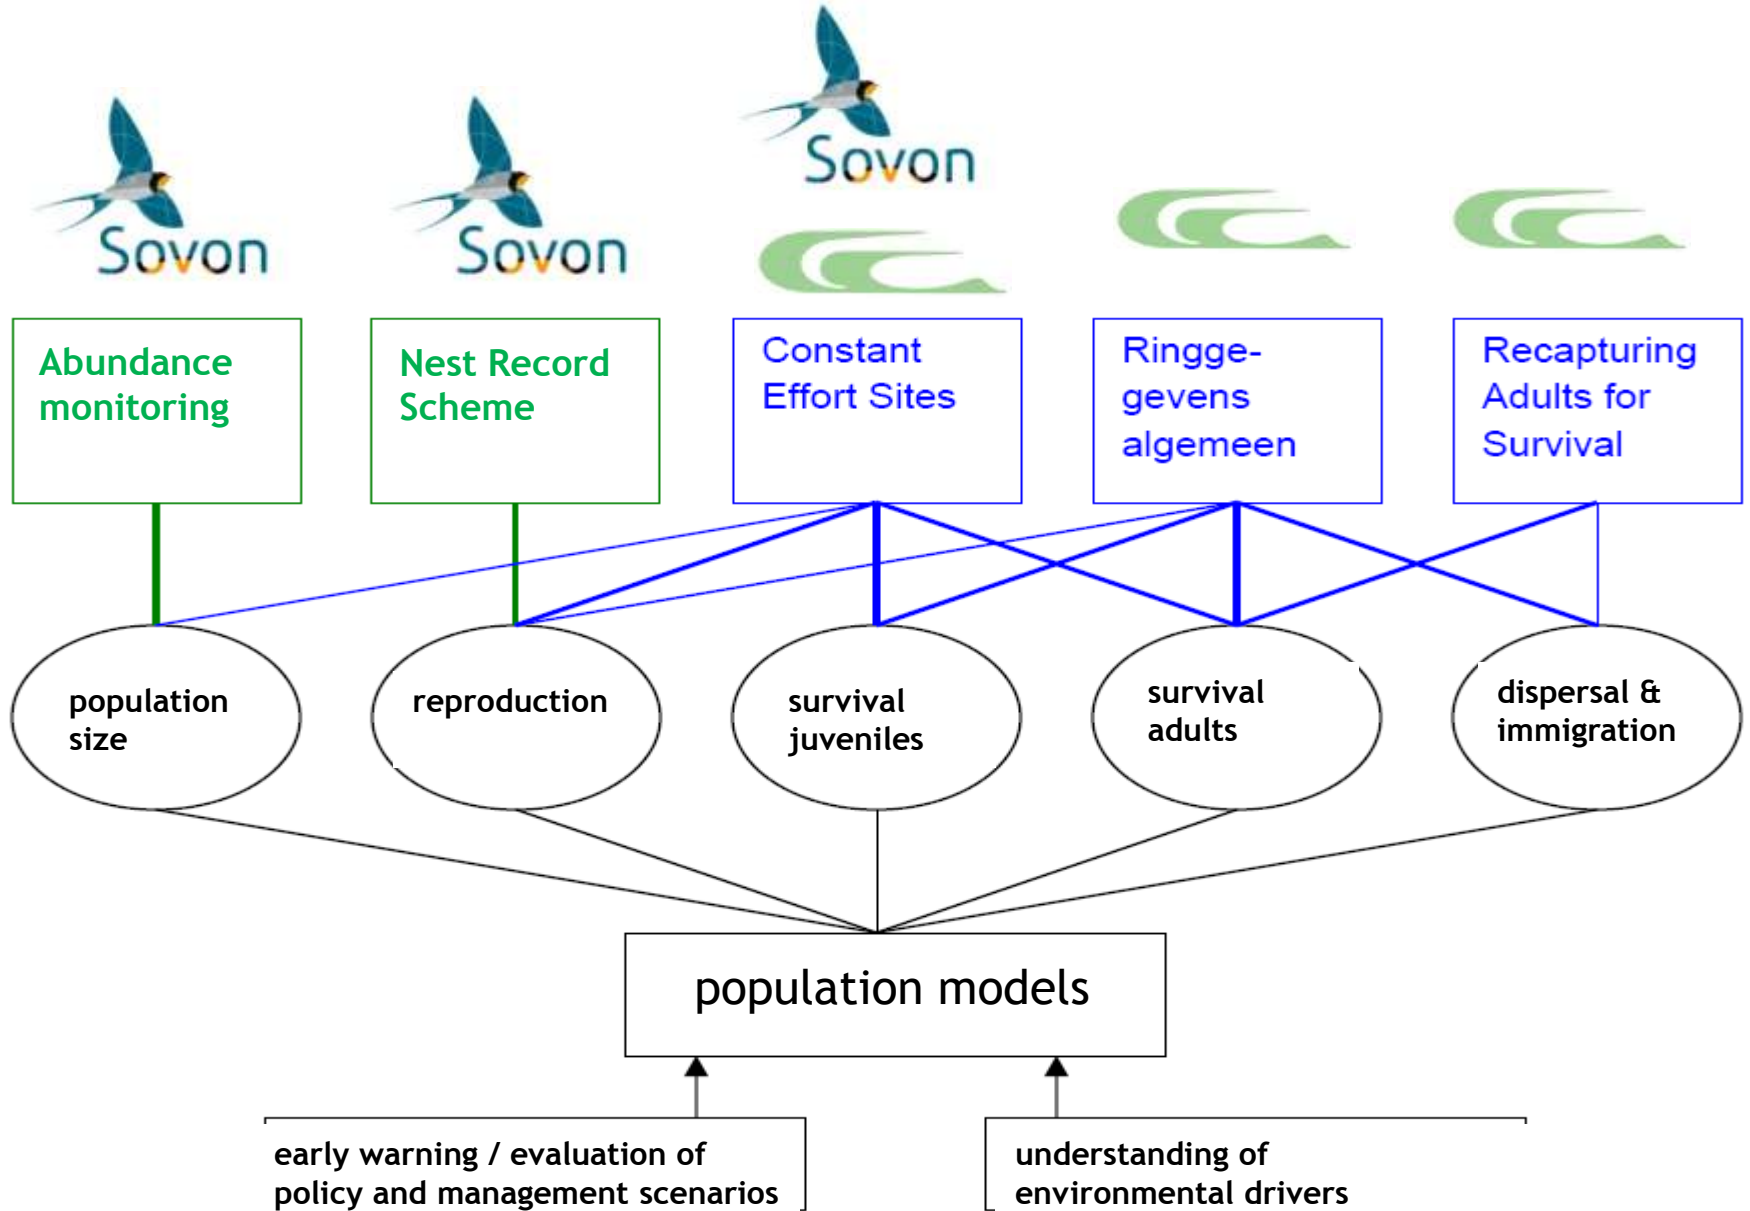 Sovon
Sovon
Sovon
Abundance
monitoring
Nest Record
Scheme
Constant
Effort Sites
Ringge-
gevens
algemeen
Recapturing
Adults for
Survival
population
size
reproduction
survival
juveniles
survival
adults
dispersal &
immigration
population models
early warning / evaluation of
policy and management scenarios
understanding of
environmental drivers